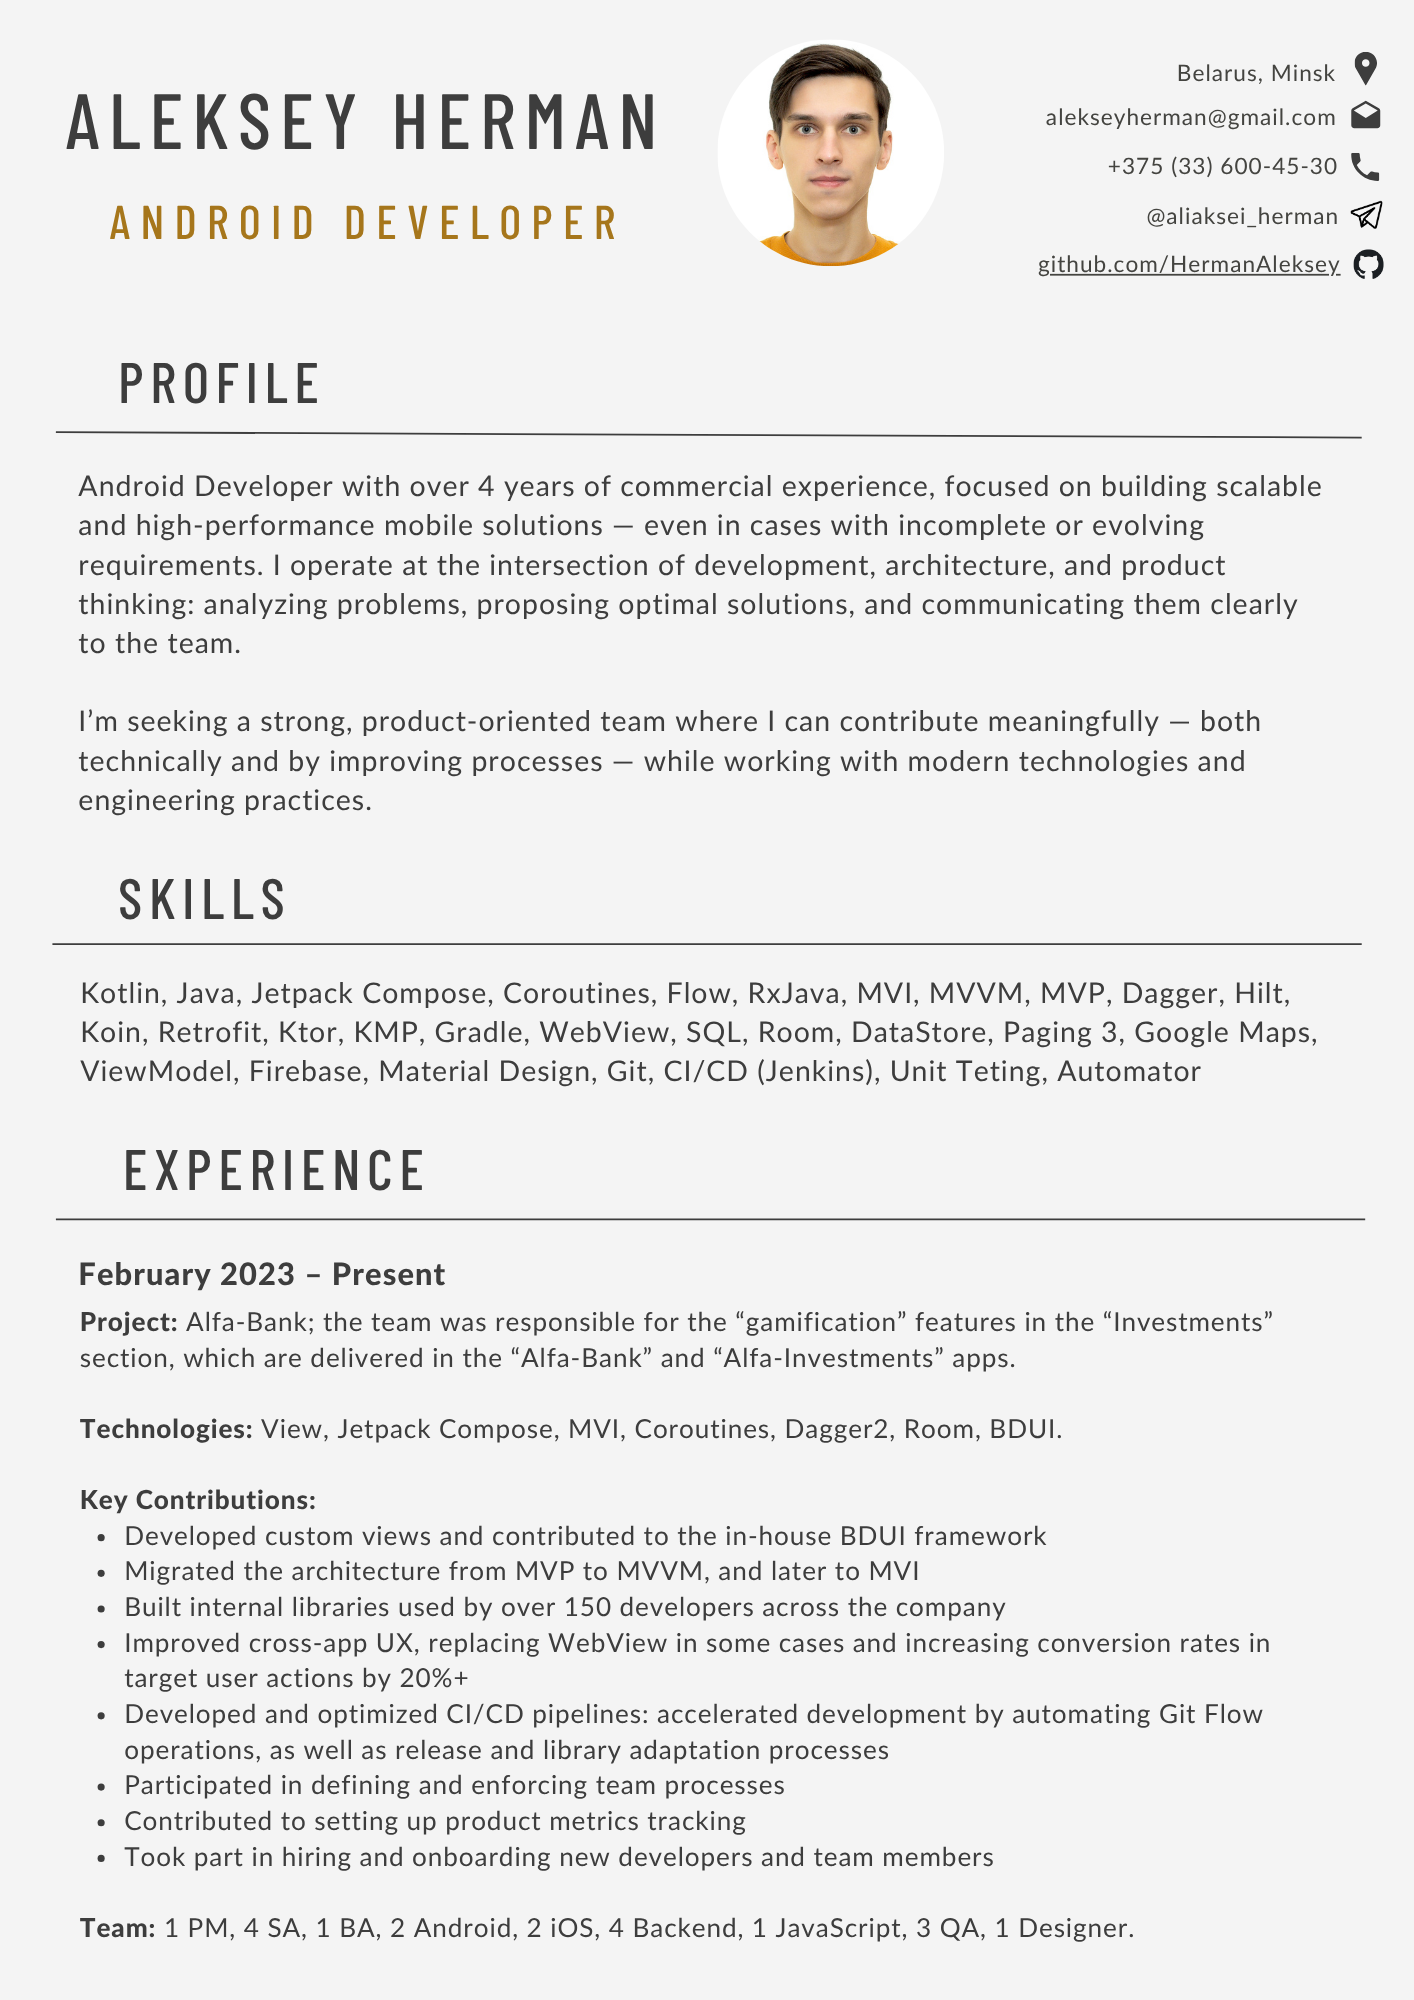 ALEKSEY HERMAN
ANDROID DEVELOPER
Belarus, Minsk
alekseyherman@gmail.com
+375 (33) 600-45-30
@aliaksei_herman
github.com/HermanAleksey
PROFILE
Android Developer with over 4 years of commercial experience, focused on building scalable
and high-performance mobile solutions — even in cases with incomplete or evolving
requirements. I operate at the intersection of development, architecture, and product
thinking: analyzing problems, proposing optimal solutions, and communicating them clearly
to the team.
I’m seeking a strong, product-oriented team where I can contribute meaningfully — both
technically and by improving processes — while working with modern technologies and
engineering practices.
SKILLS
Kotlin, Java, Jetpack Compose, Coroutines, Flow, RxJava, MVI, MVVM, MVP, Dagger, Hilt,
Koin, Retrofit, Ktor, KMP, Gradle, WebView, SQL, Room, DataStore, Paging 3, Google Maps,
ViewModel, Firebase, Material Design, Git, CI/CD (Jenkins), Unit Teting, Automator
EXPERIENCE
February 2023 – Present
Project: Alfa-Bank; the team was responsible for the “gamification” features in the “Investments”
section, which are delivered in the “Alfa-Bank” and “Alfa-Investments” apps.
Technologies: View, Jetpack Compose, MVI, Coroutines, Dagger2, Room, BDUI.
Key Contributions:
• Developed custom views and contributed to the in-house BDUI framework
• Migrated the architecture from MVP to MVVM, and later to MVI
• Built internal libraries used by over 150 developers across the company
• Improved cross-app UX, replacing WebView in some cases and increasing conversion rates in
target user actions by 20%+
• Developed and optimized CI/CD pipelines: accelerated development by automating Git Flow
operations, as well as release and library adaptation processes
• Participated in defining and enforcing team processes
• Contributed to setting up product metrics tracking
• Took part in hiring and onboarding new developers and team members
Team: 1 PM, 4 SA, 1 BA, 2 Android, 2 iOS, 4 Backend, 1 JavaScript, 3 QA, 1 Designer.